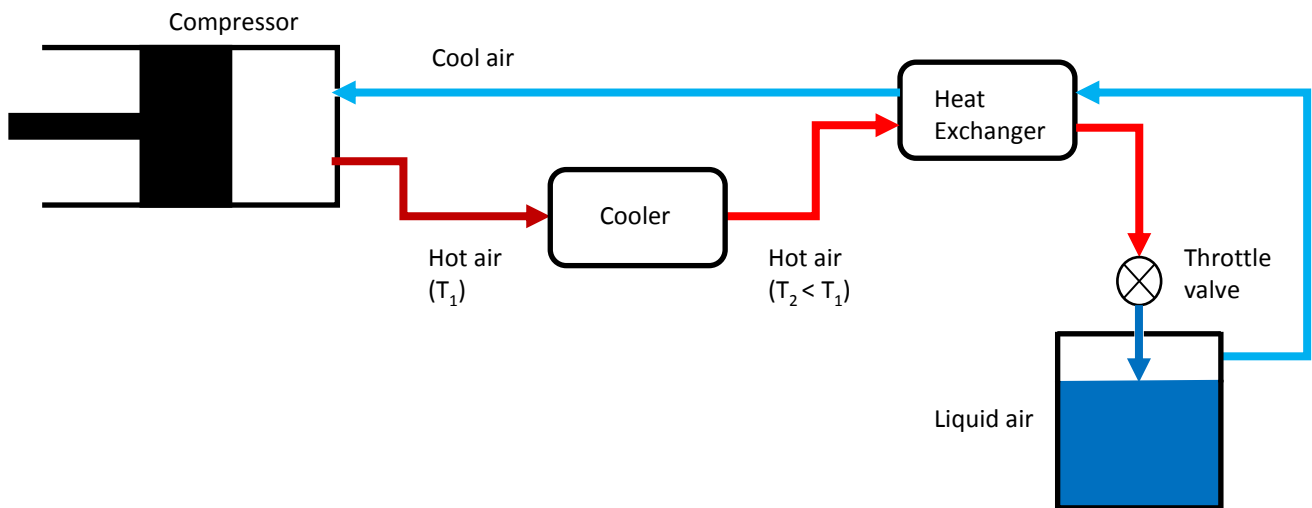 Compressor
Cool air
Heat
Exchanger
Cooler
Hot air
(T1)
Hot air
(T2 < T1)
Throttle
valve
Liquid air